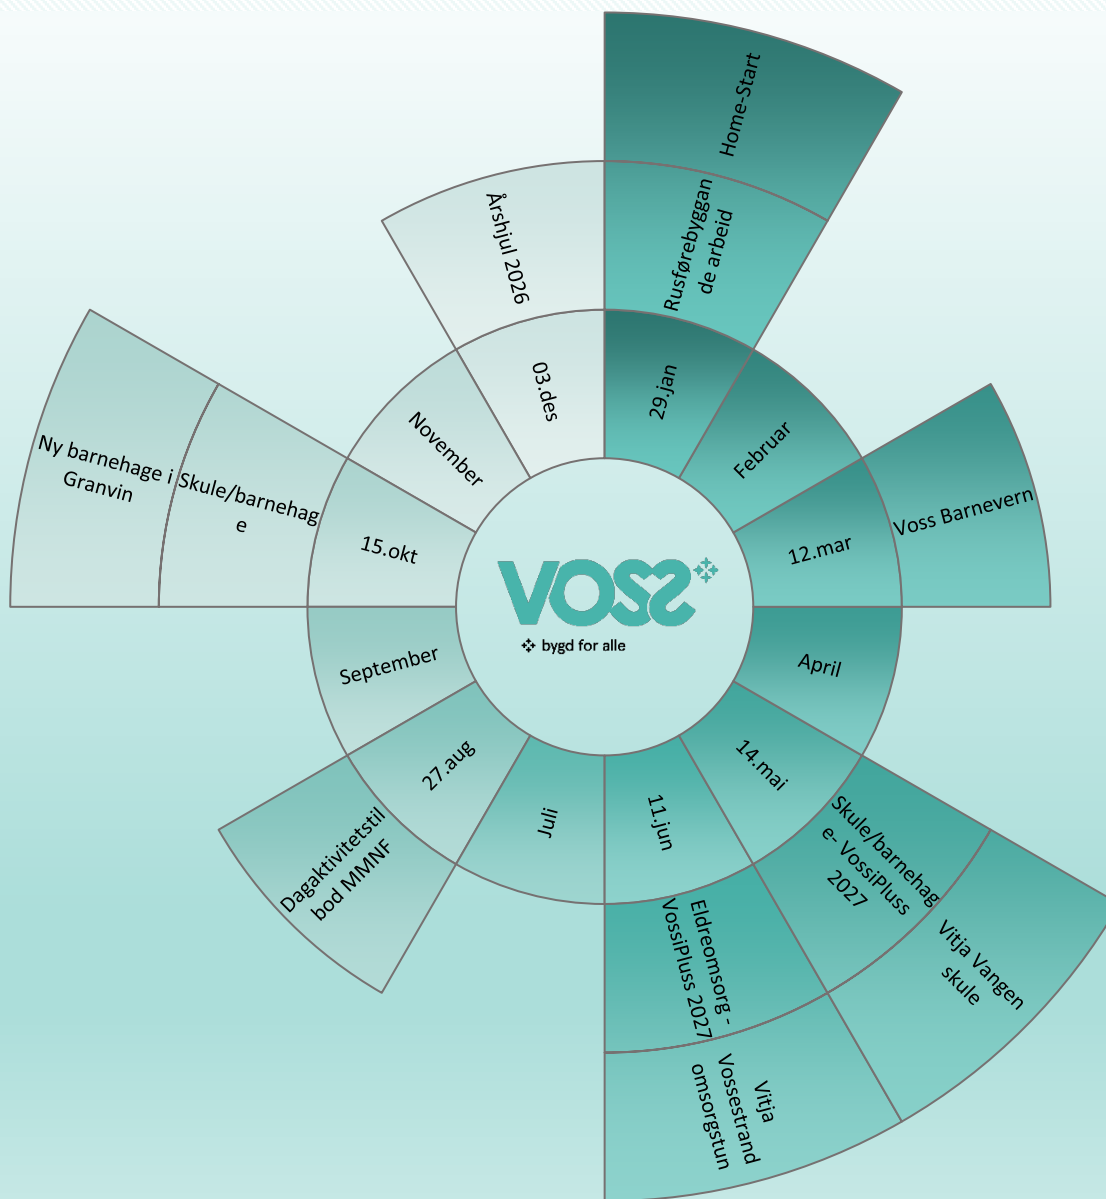 Home-Start
Rusførebyggan
de arbeid
29.jan
Februar
12.mar
Voss Barnevern
April
14.mai
Skule/barnehag
e- VossiPluss
2027
Vitja Vangen
skule
11.jun
Eldreomsorg -
VossiPluss 2027
Vitja
Vossestrand
omsorgstun
Juli
27.aug
Dagaktivitetstil
bod MMNF
September
15.okt
Skule/barnehag
e
Ny barnehage i
Granvin
November
03.des
Årshjul 2026
VOSS
bygd for alle